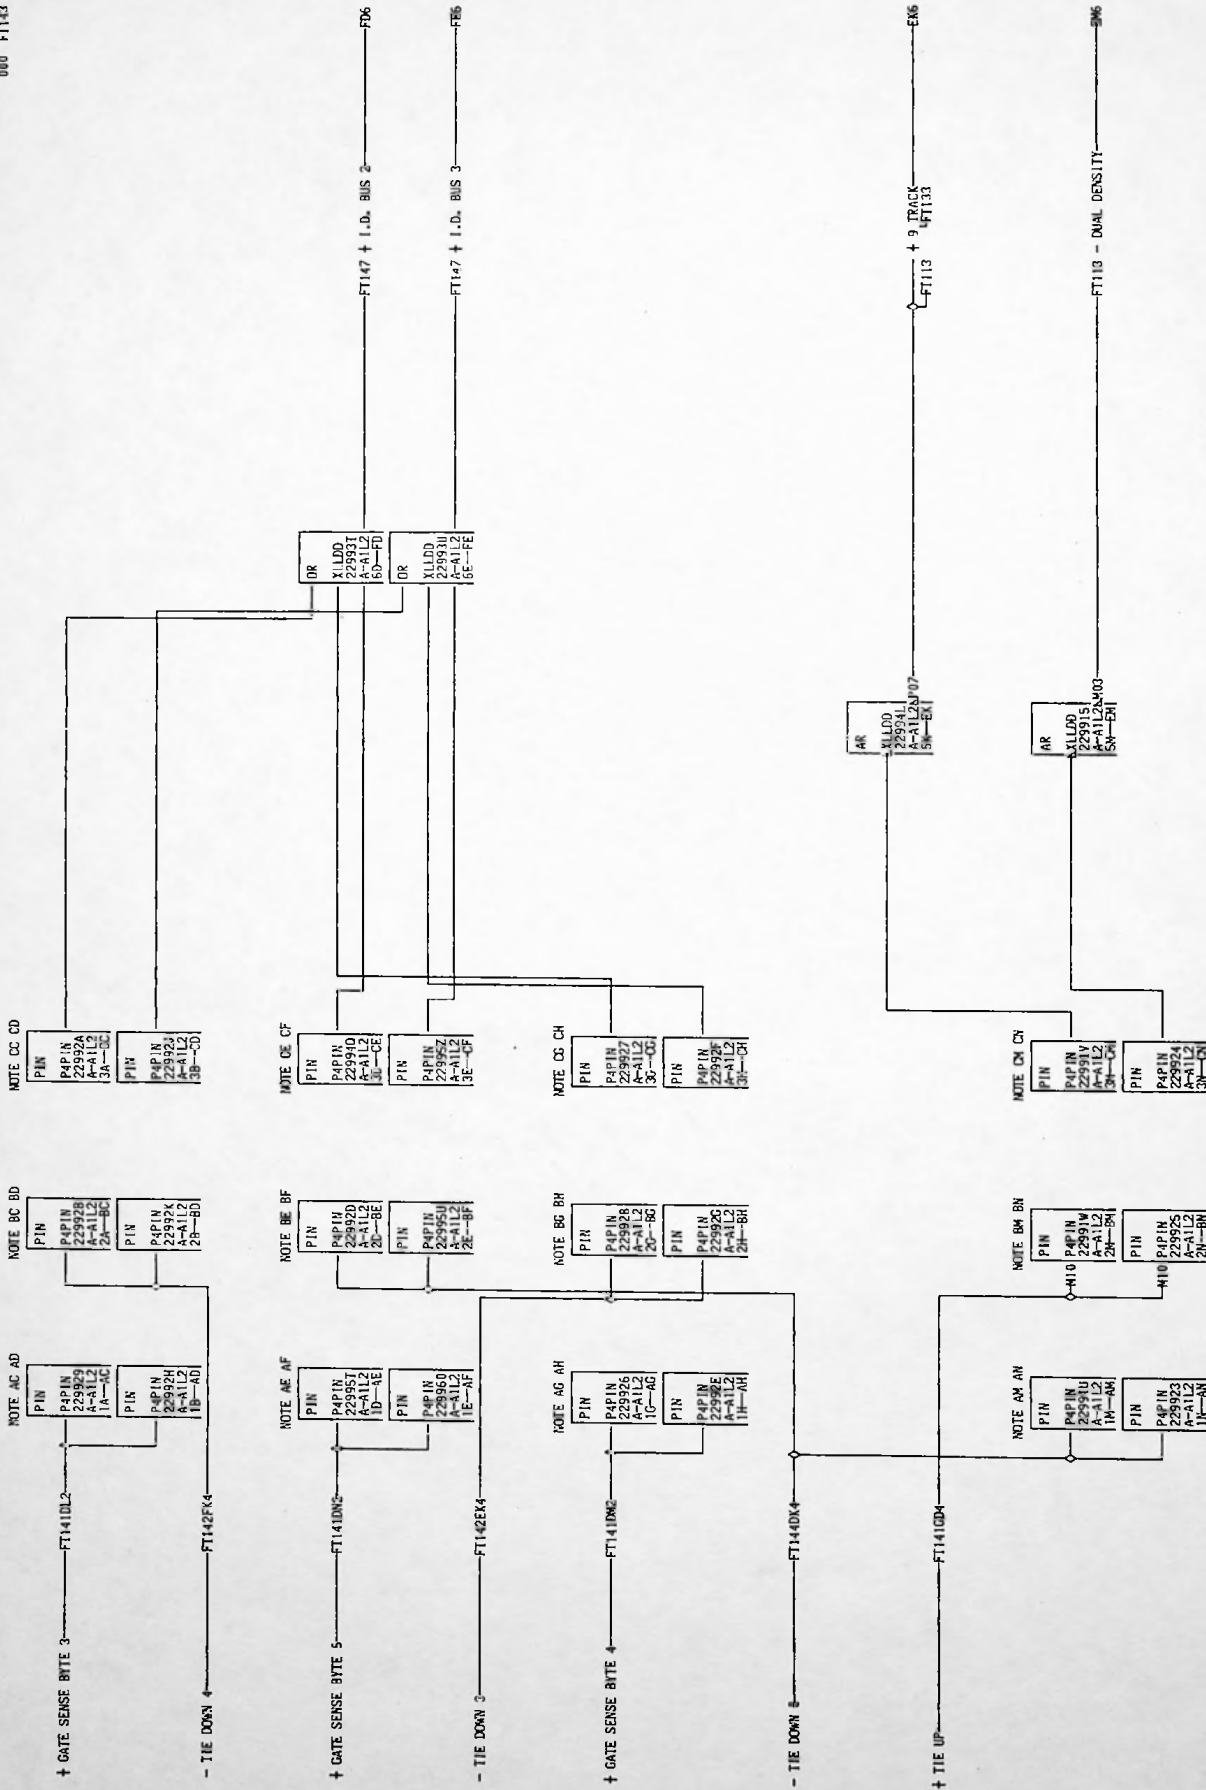 000 FT143
NOTE AC AD
NOTE BC BD
NOTE CC CD
+ GATE SENSE BYTE 3
FT141DL2
PIN
P4PIN
229929
A-A1L2
1A—AC
PIN
P4PIN
22992H
A-A1L2
1B—AD
PIN
P4PIN
22992B
A-A1L2
2A—BC
PIN
P4PIN
22992K
A-A1L2
2B—BD
PIN
P4PIN
22992A
A-A1L2
3A—CC
PIN
P4PIN
22992J
A-A1L2
3B—CD
- TIE DOWN 4
FT142FK4
NOTE AE AF
NOTE BE BF
NOTE CE CF
+ GATE SENSE BYTE 5
FT141DN2
PIN
P4PIN
22995T
A-A1L2
1D—AE
PIN
P4PIN
229960
A-A1L2
1E—AF
PIN
P4PIN
22992D
A-A1L2
2D—BE
PIN
P4PIN
22995U
A-A1L2
2E—BF
PIN
P4PIN
22994D
A-A1L2
3D—CE
PIN
P4PIN
22995Z
A-A1L2
3E—CF
OR
XLLDD
22993T
A-A1L2
6D—FD
FT147 + I.D. BUS 2
FD6
OR
XLLDD
22993U
A-A1L2
6E—FE
FT147 + I.D. BUS 3
FE6
- TIE DOWN 3
FT142EK4
NOTE AG AH
NOTE BG BH
NOTE CG CH
+ GATE SENSE BYTE 4
FT141DM2
PIN
P4PIN
229926
A-A1L2
1G—AG
PIN
P4PIN
22992E
A-A1L2
1H—AH
PIN
P4PIN
22992B
A-A1L2
2G—BG
PIN
P4PIN
22992G
A-A1L2
2H—BH
PIN
P4PIN
229927
A-A1L2
3G—CG
PIN
P4PIN
22992F
A-A1L2
3H—CH
- TIE DOWN
FT144DK4
AR
XLLDD
22994L
A-A1L2
J07
5K—EK
+ 9 TRACK
EK6
FT113
FT133
+ TIE UP
FT141GD4
NOTE AM AN
NOTE BM BN
NOTE CM CN
PIN
P4PIN
22991U
A-A1L2
1M—AM
PIN
P4PIN
229923
A-A1L2
1N—AN
M10
PIN
P4PIN
22991W
A-A1L2
2M—BM
M10
PIN
P4PIN
229925
A-A1L2
2N—BN
PIN
P4PIN
22991V
A-A1L2
3M—CM
PIN
P4PIN
229924
A-A1L2
3N—CN
AR
XLLDD
229915
A-A1L2
M03
5M—EM
FT113 - DUAL DENSITY
EM6